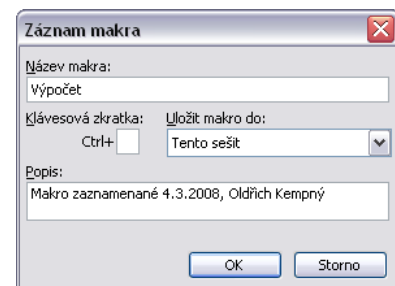 Záznam makra
Název makra:
Výpočet
Klávesová zkratka: Uložit makro do:
Ctrl+ Tento sešit
Popis:
Makro zaznamenané 4.3.2008, Oldřich Kempný
OK Storno